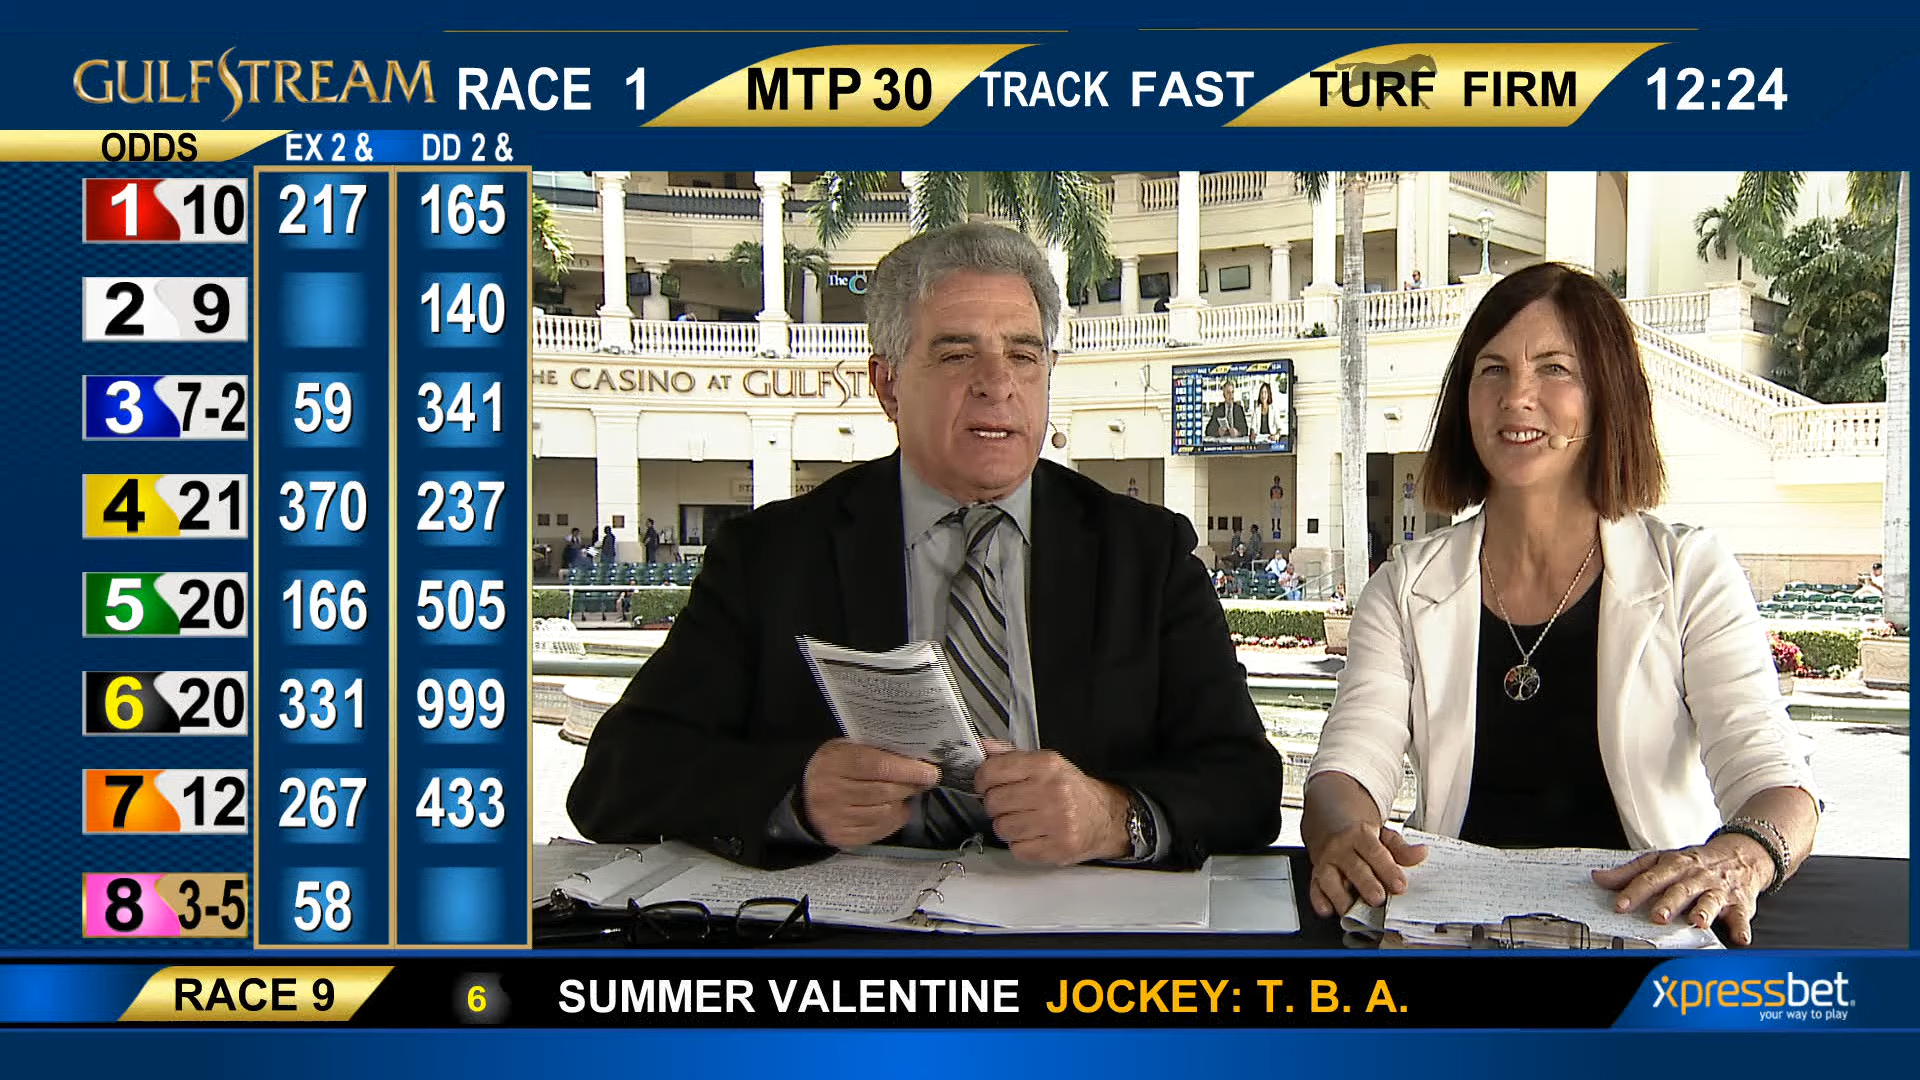 GULFSTREAM RACE 1 MTP 30 TRACK FAST TURF FIRM 12:24
ODDS EX 2 & DD 2 &
1 10 217 165
2 9 140
3 7-2 59 341
4 21 370 237
5 20 166 505
6 20 331 999
7 12 267 433
8 3-5 58
The C
THE CASINO AT GULFST
RACE 9 6 SUMMER VALENTINE JOCKEY: T. B. A.
xpressbet
your way to play